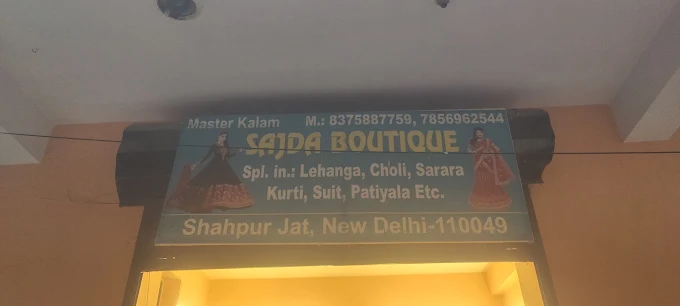 Master Kalam M.: 8375887759, 7856962544
SAJDA BOUTIQUE
Spl. in.: Lehanga, Choli, Sarara
Kurti, Suit, Patiyala Etc.
Shahpur Jat, New Delhi-110049